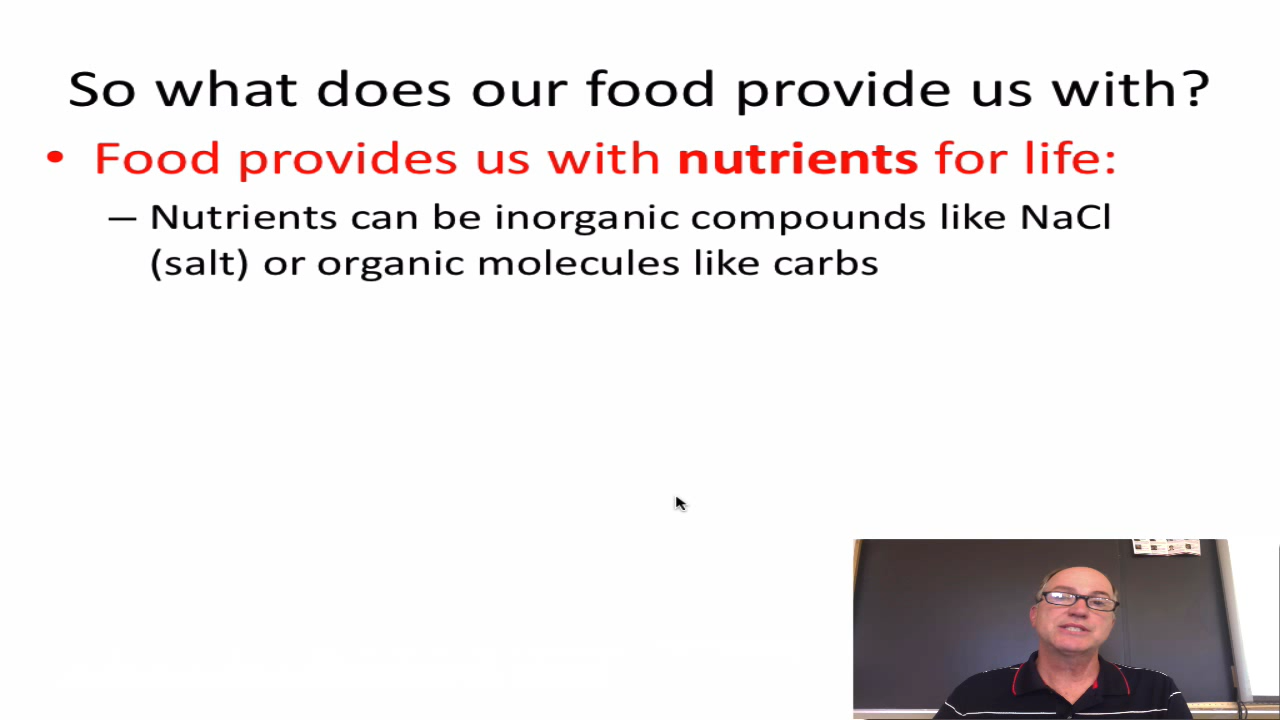 So what does our food provide us with?
• Food provides us with nutrients for life:
– Nutrients can be inorganic compounds like NaCl
(salt) or organic molecules like carbs